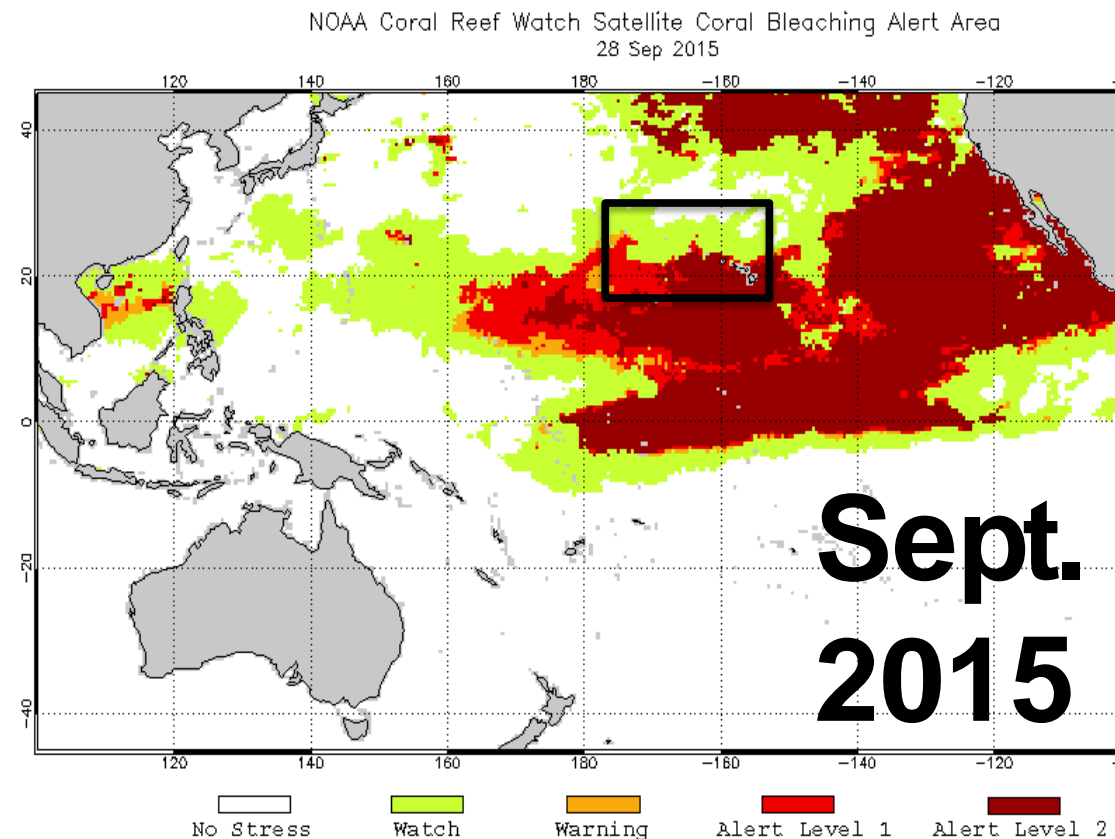 NOAA Coral Reef Watch Satellite Coral Bleaching Alert Area
28 Sep 2015
120 140 160 180 -160 -140 -120
40
20
0
-20
-40
Sept.
2015
120 140 160 180 -160 -140 -120
No Stress Watch Warning Alert Level 1 Alert Level 2